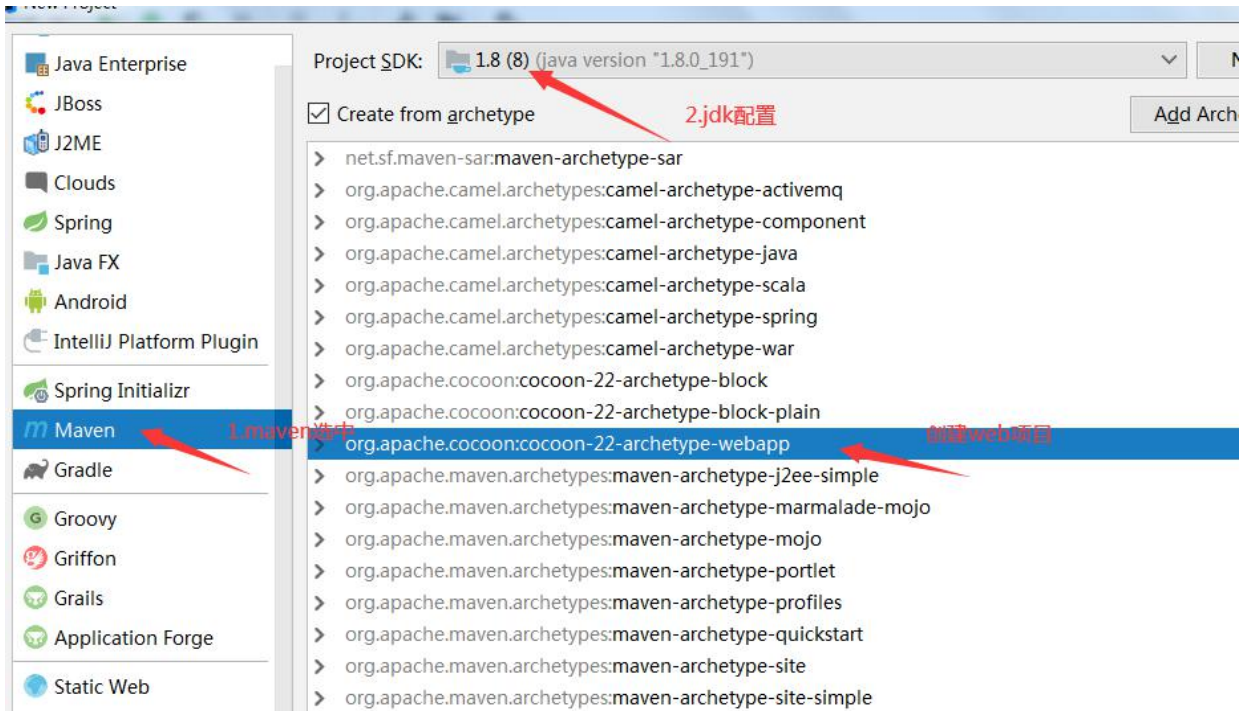 New Project
Java Enterprise
JBoss
J2ME
Clouds
Spring
Java FX
Android
IntelliJ Platform Plugin
Spring Initializr
Maven
1.maven选中
Gradle
Groovy
Griffon
Grails
Application Forge
Static Web
Project SDK: 1.8 (8) (java version "1.8.0_191")
Create from archetype
2.jdk配置
Add Arche
net.sf.maven-sar:maven-archetype-sar
org.apache.camel.archetypes:camel-archetype-activemq
org.apache.camel.archetypes:camel-archetype-component
org.apache.camel.archetypes:camel-archetype-java
org.apache.camel.archetypes:camel-archetype-scala
org.apache.camel.archetypes:camel-archetype-spring
org.apache.camel.archetypes:camel-archetype-war
org.apache.cocoon:cocoon-22-archetype-block
org.apache.cocoon:cocoon-22-archetype-block-plain
org.apache.cocoon:cocoon-22-archetype-webapp
创建web项目
org.apache.maven.archetypes:maven-archetype-j2ee-simple
org.apache.maven.archetypes:maven-archetype-marmalade-mojo
org.apache.maven.archetypes:maven-archetype-mojo
org.apache.maven.archetypes:maven-archetype-portlet
org.apache.maven.archetypes:maven-archetype-profiles
org.apache.maven.archetypes:maven-archetype-quickstart
org.apache.maven.archetypes:maven-archetype-site
org.apache.maven.archetypes:maven-archetype-site-simple